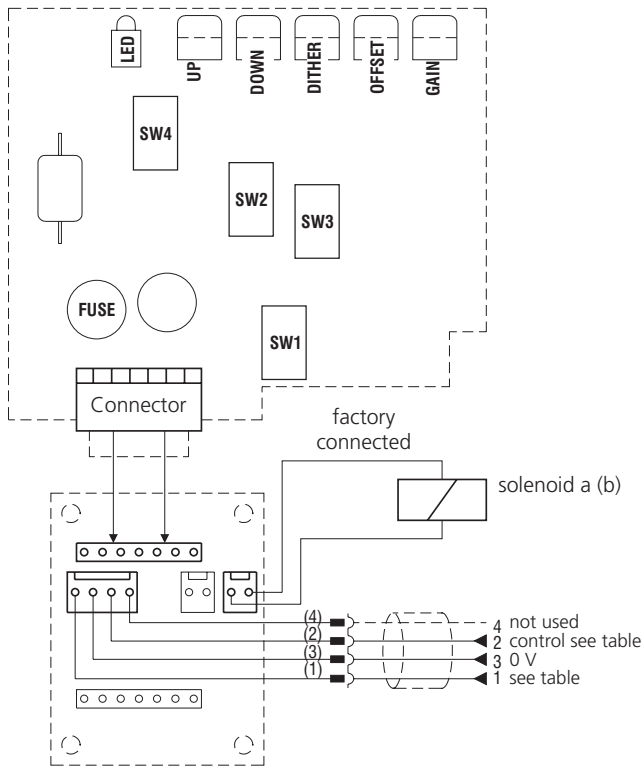 LED
UP
DOWN
DITHER
OFFSET
GAIN
SW4
SW2
SW3
FUSE
SW1
Connector
factory
connected
solenoid a (b)
(4)
4 not used
(2)
2 control see table
(3)
3 0 V
(1)
1 see table